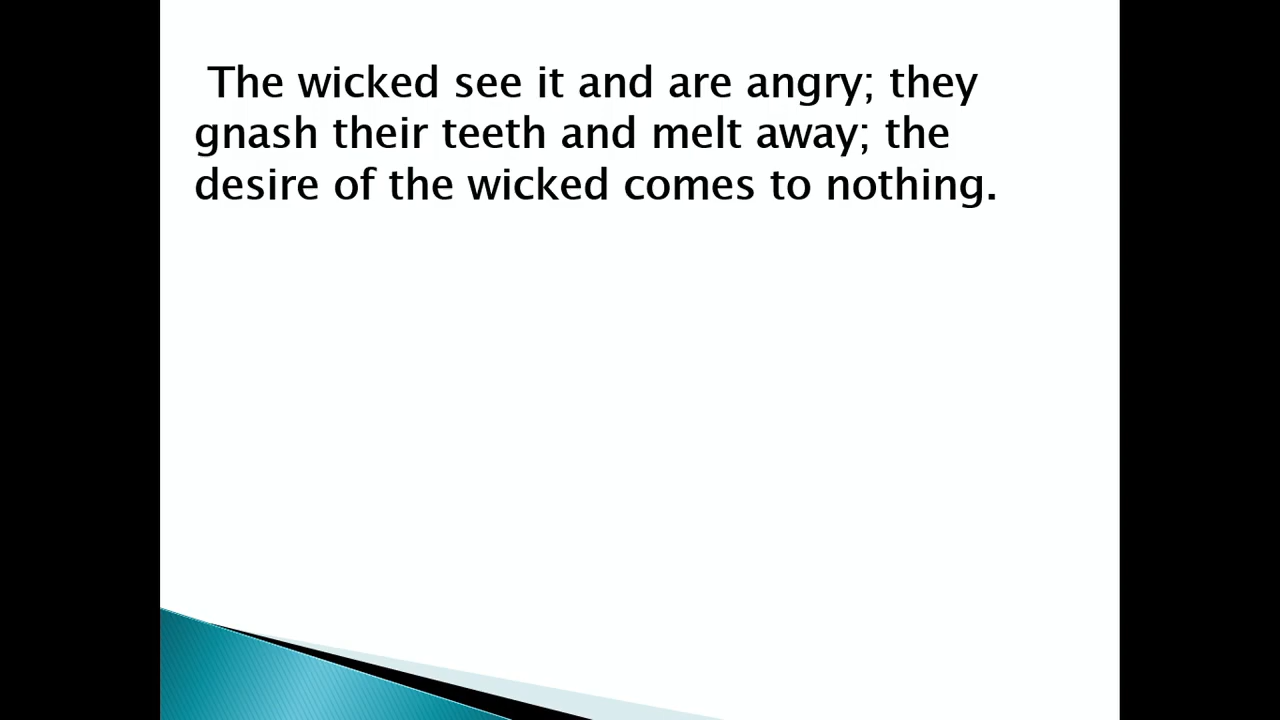 The wicked see it and are angry; they
gnash their teeth and melt away; the
desire of the wicked comes to nothing.